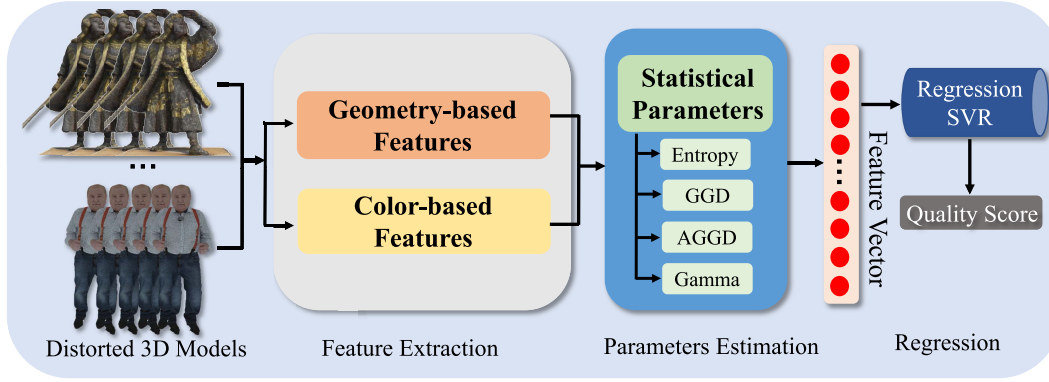 ...
Distorted 3D Models
Geometry-based
Features
Color-based
Features
Feature Extraction
Statistical
Parameters
Entropy
GGD
AGGD
Gamma
Parameters Estimation
Feature Vector
Regression
SVR
Quality Score
Regression